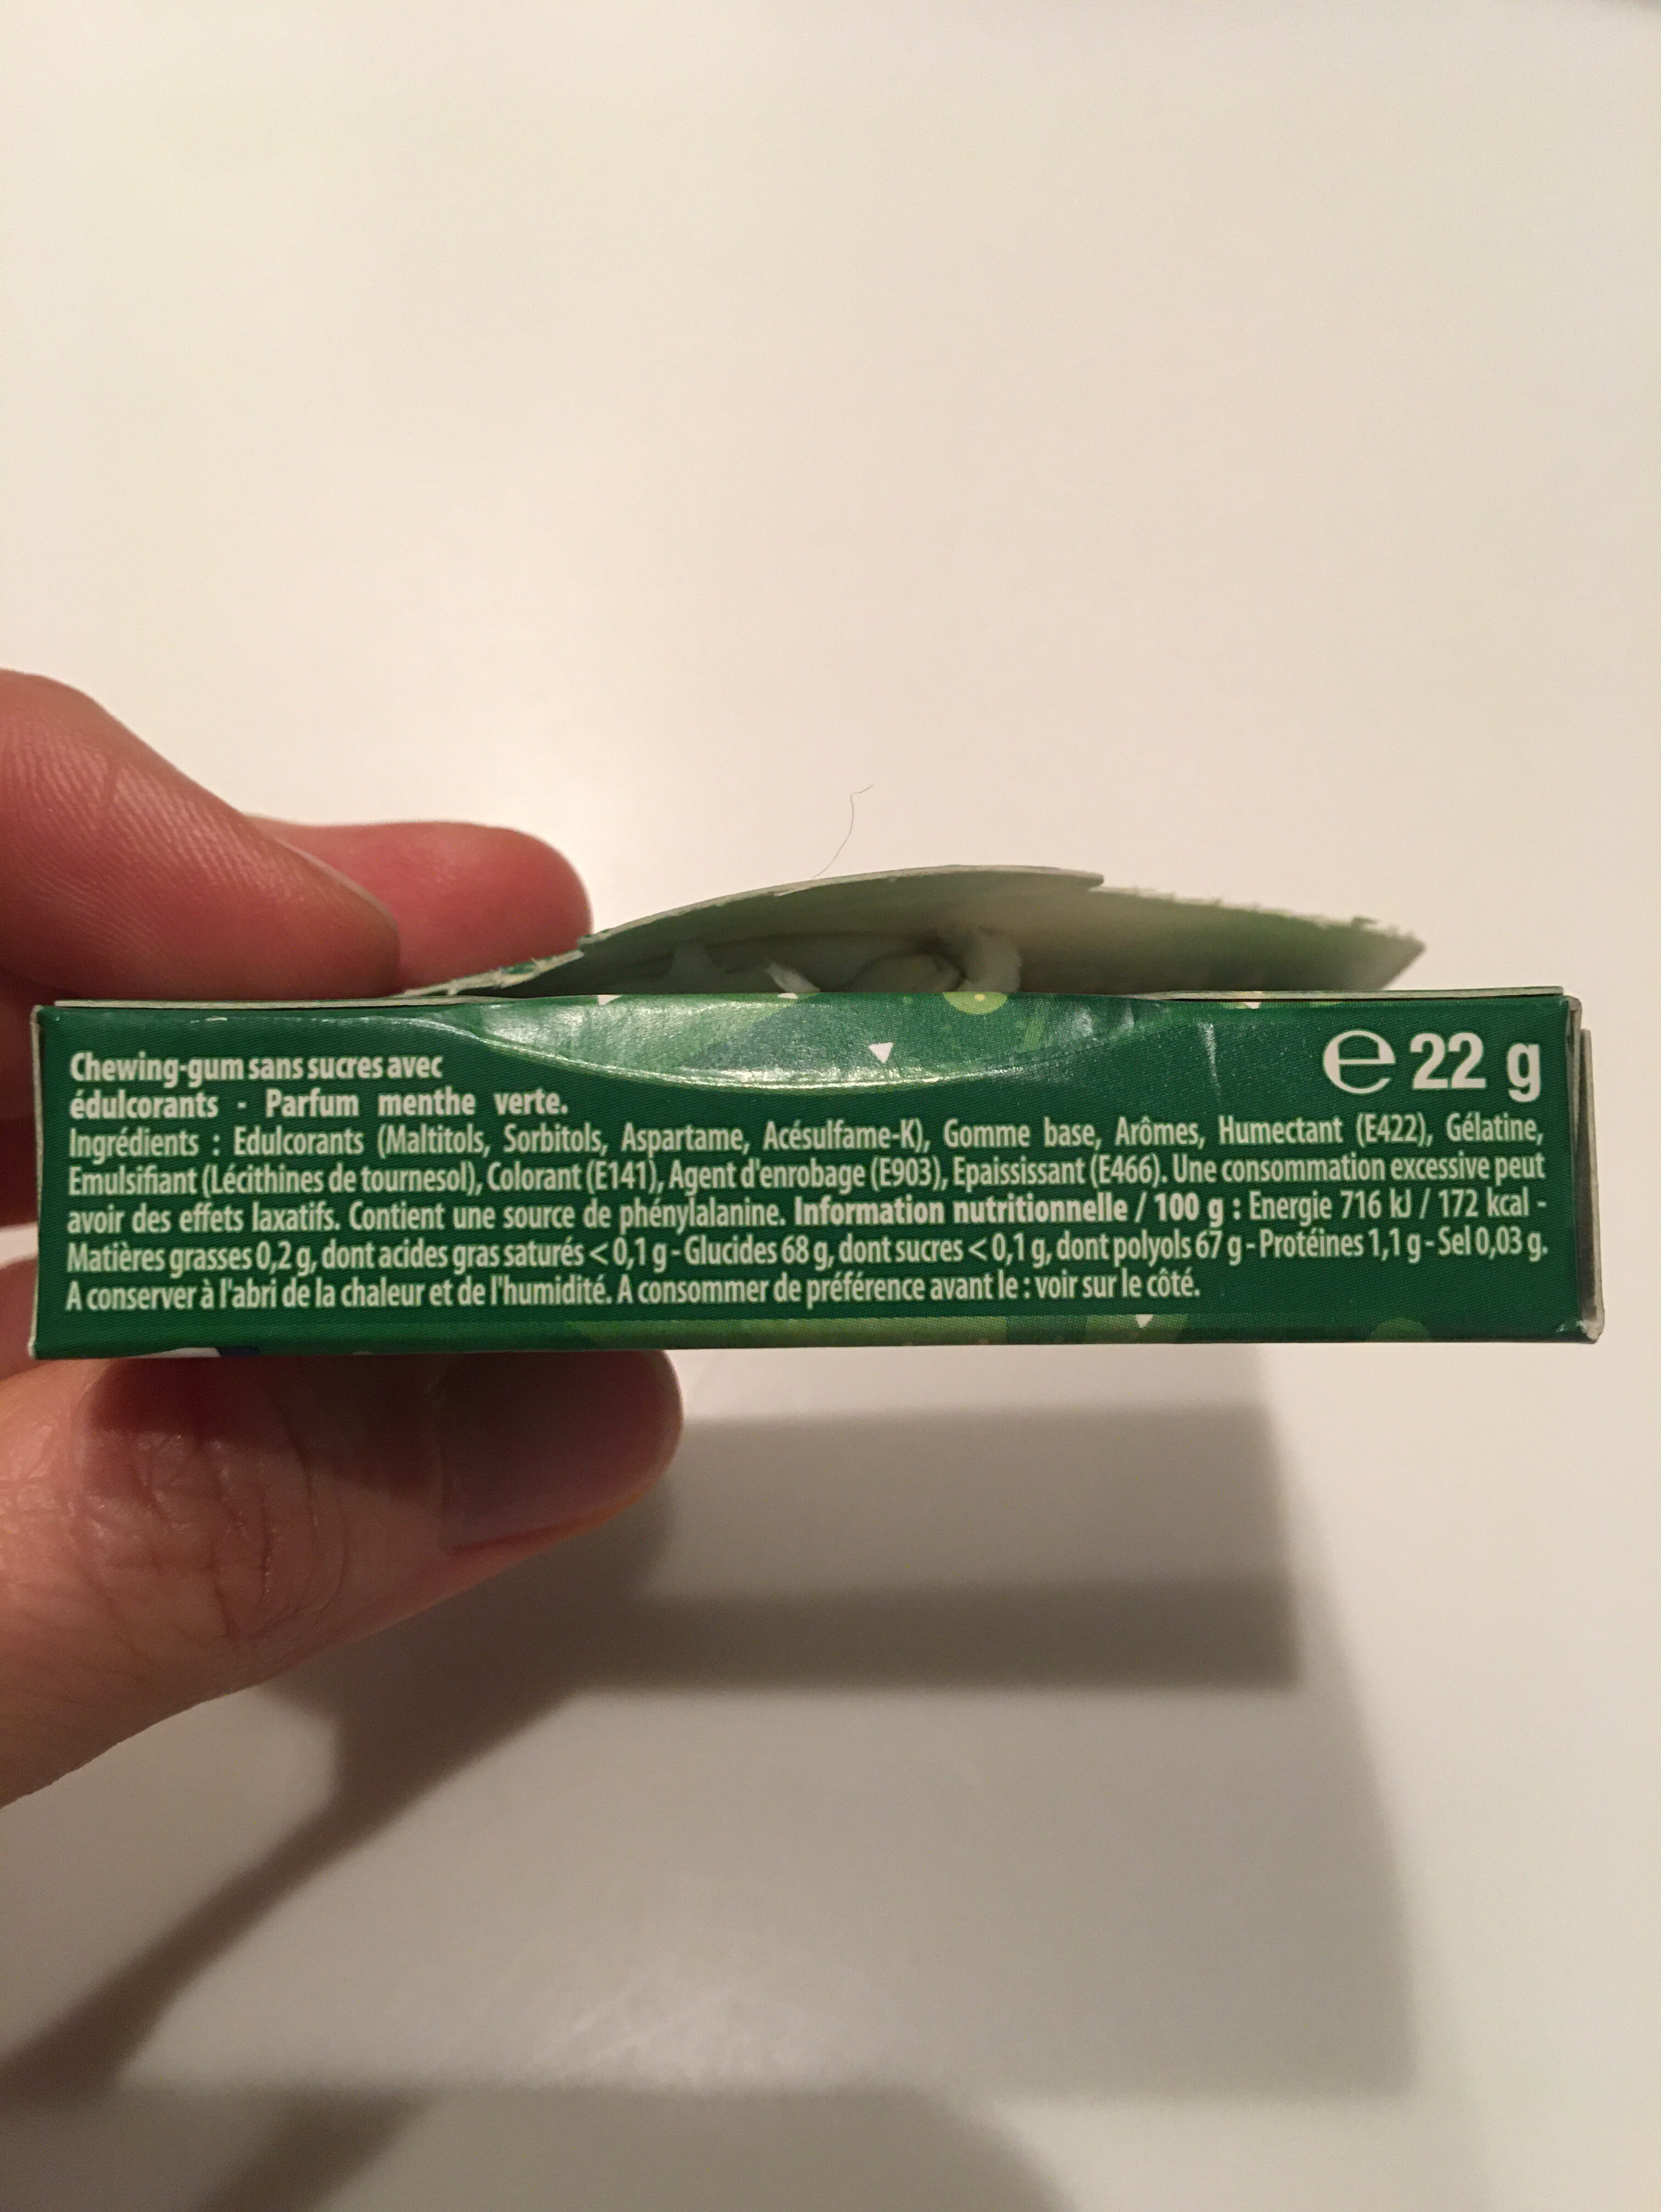 Chewing-gum sans sucres avec
édulcorants - Parfum menthe verte.
℮ 22 g
Ingrédients : Edulcorants (Maltitols, Sorbitols, Aspartame, Acésulfame-K), Gomme base, Arômes, Humectant (E422), Gélatine,
Emulsifiant (Lécithines de tournesol), Colorant (E141), Agent d'enrobage (E903), Epaississant (E466). Une consommation excessive peut
avoir des effets laxatifs. Contient une source de phénylalanine. Information nutritionnelle / 100 g : Energie 716 kJ / 172 kcal -
Matières grasses 0,2 g, dont acides gras saturés < 0,1 g - Glucides 68 g, dont sucres < 0,1 g, dont polyols 67 g - Protéines 1,1 g - Sel 0,03 g.
A conserver à l'abri de la chaleur et de l'humidité. A consommer de préférence avant le : voir sur le côté.